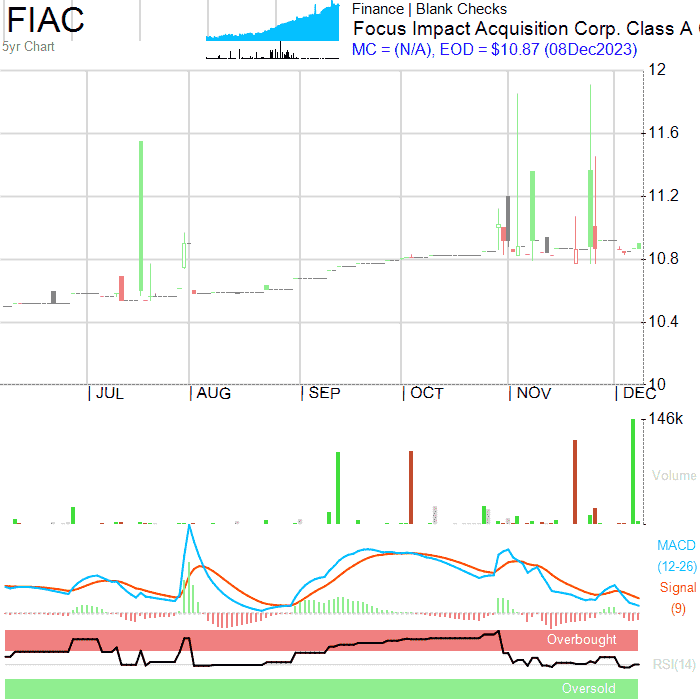 FIAC
5yr Chart
Finance | Blank Checks
Focus Impact Acquisition Corp. Class A
MC = (N/A), EOD = $10.87 (08Dec2023)
12
11.6
11.2
10.8
10.4
10
JUL
AUG
SEP
OCT
NOV
DEC
146k
Volume
MACD
(12-26)
Signal
(9)
Overbought
RSI(14)
Oversold